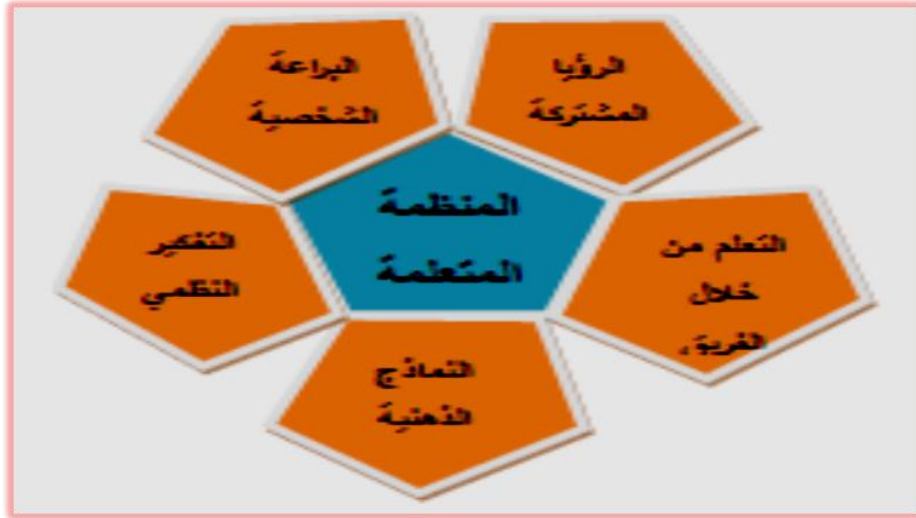 الرؤيا
المشتركة
البراعة
الشخصية
المنظمة
المتعلمة
التعلم من
خلال
الفريق،
التفكير
النظمي
النماذج
الذهنية